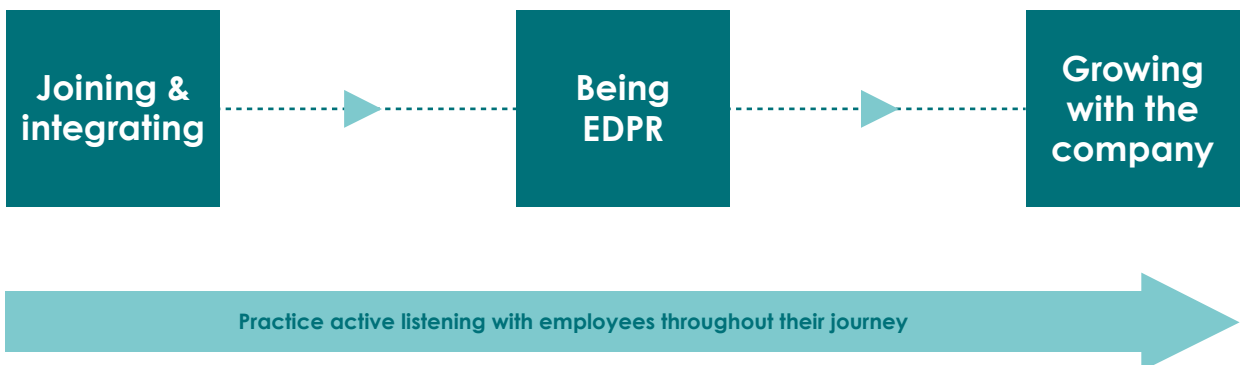 Joining &
integrating
Being
EDPR
Growing
with the
company
Practice active listening with employees throughout their journey